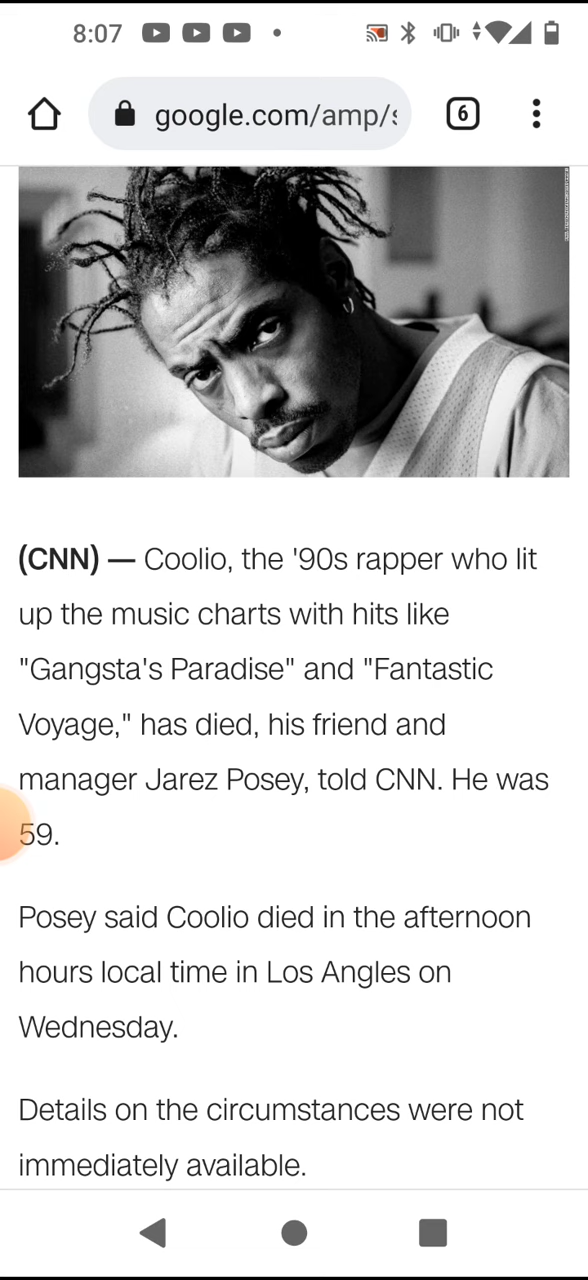 8:07
google.com/amp/s
6
(CNN) — Coolio, the '90s rapper who lit
up the music charts with hits like
"Gangsta's Paradise" and "Fantastic
Voyage," has died, his friend and
manager Jarez Posey, told CNN. He was
59.
Posey said Coolio died in the afternoon
hours local time in Los Angles on
Wednesday.
Details on the circumstances were not
immediately available.